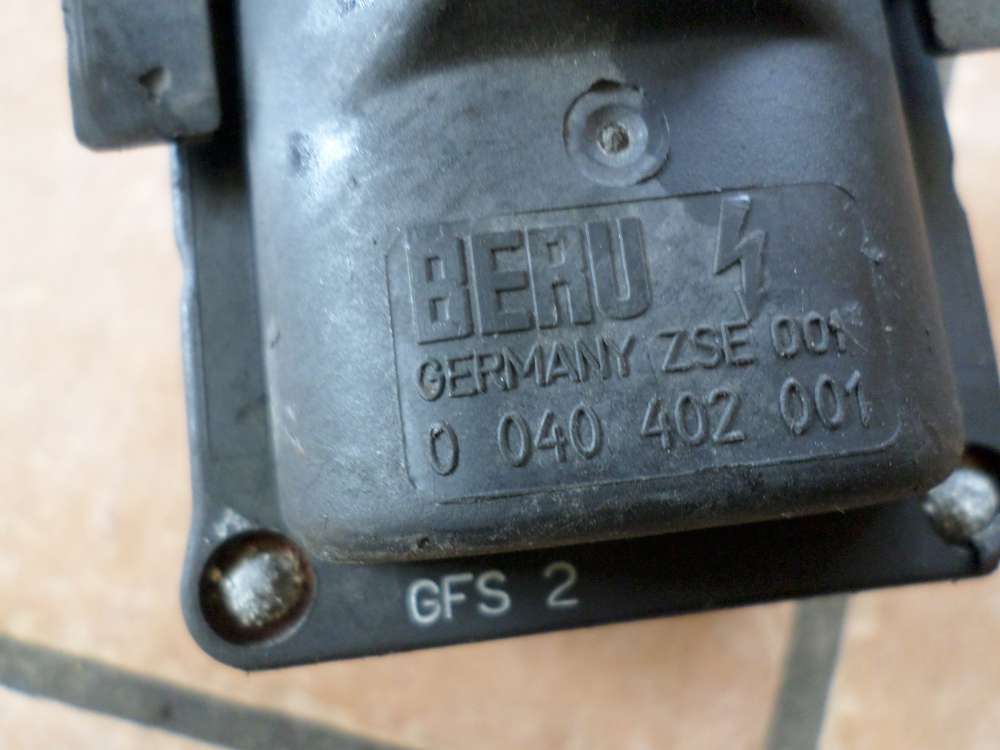 BERU
GERMANY ZSE 001
0 040 402 001
GFS 2